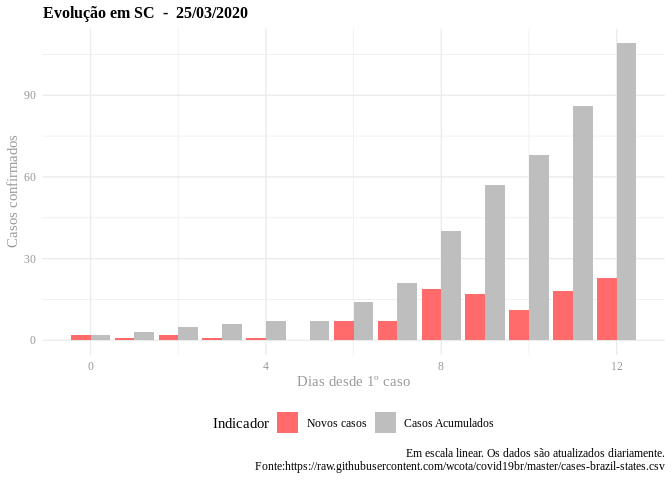 Evolução em SC  -  25/03/2020
Casos confirmados
90
60
30
0
0 4 8 12
Dias desde 1º caso
Indicador Novos casos Casos Acumulados
Em escala linear. Os dados são atualizados diariamente.
Fonte:https://raw.githubusercontent.com/wcota/covid19br/master/cases-brazil-states.csv